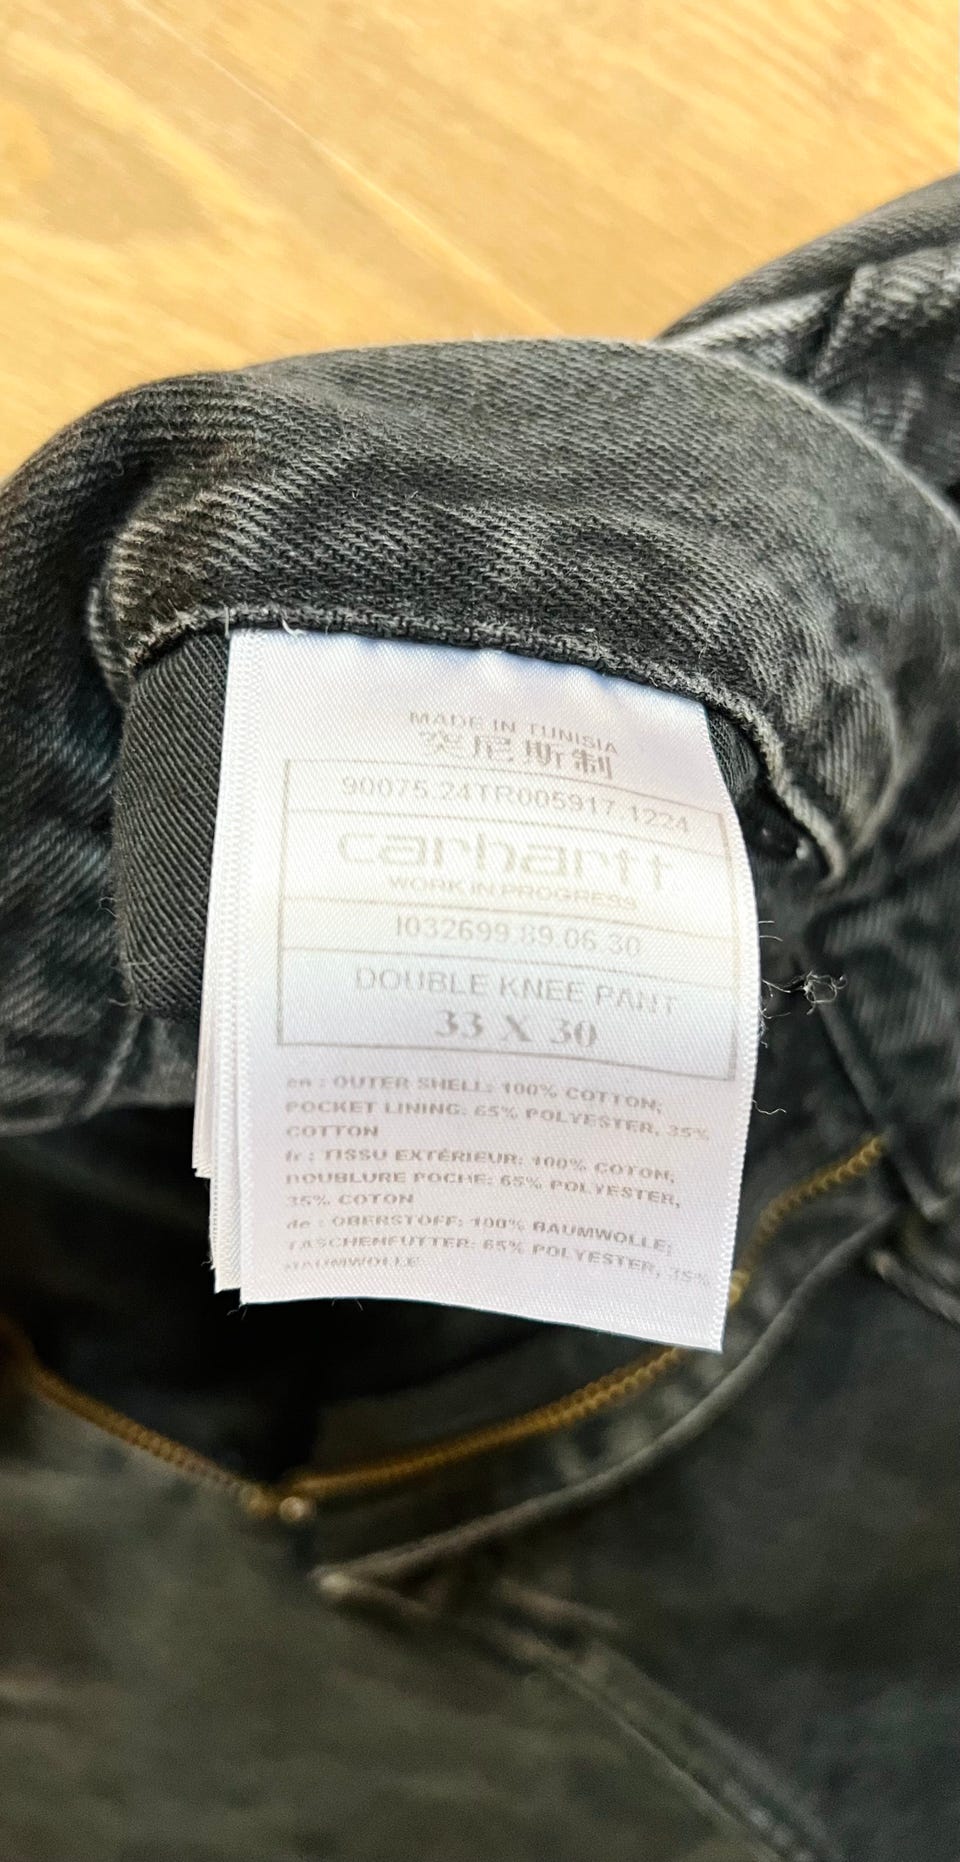 MADE IN TUNISIA
突尼斯制
90075.24TR005917.1224
carhartt
WORK IN PROGRESS
I032699.89.06.30
DOUBLE KNEE PANT
33 X 30
en : OUTER SHELL: 100% COTTON;
POCKET LINING: 65% POLYESTER, 35%
COTTON
fr : TISSU EXTÉRIEUR: 100% COTON;
DOUBLURE POCHE: 65% POLYESTER,
35% COTON
de : OBERSTOFF: 100% BAUMWOLLE;
TASCHENFUTTER: 65% POLYESTER, 35%
BAUMWOLLE